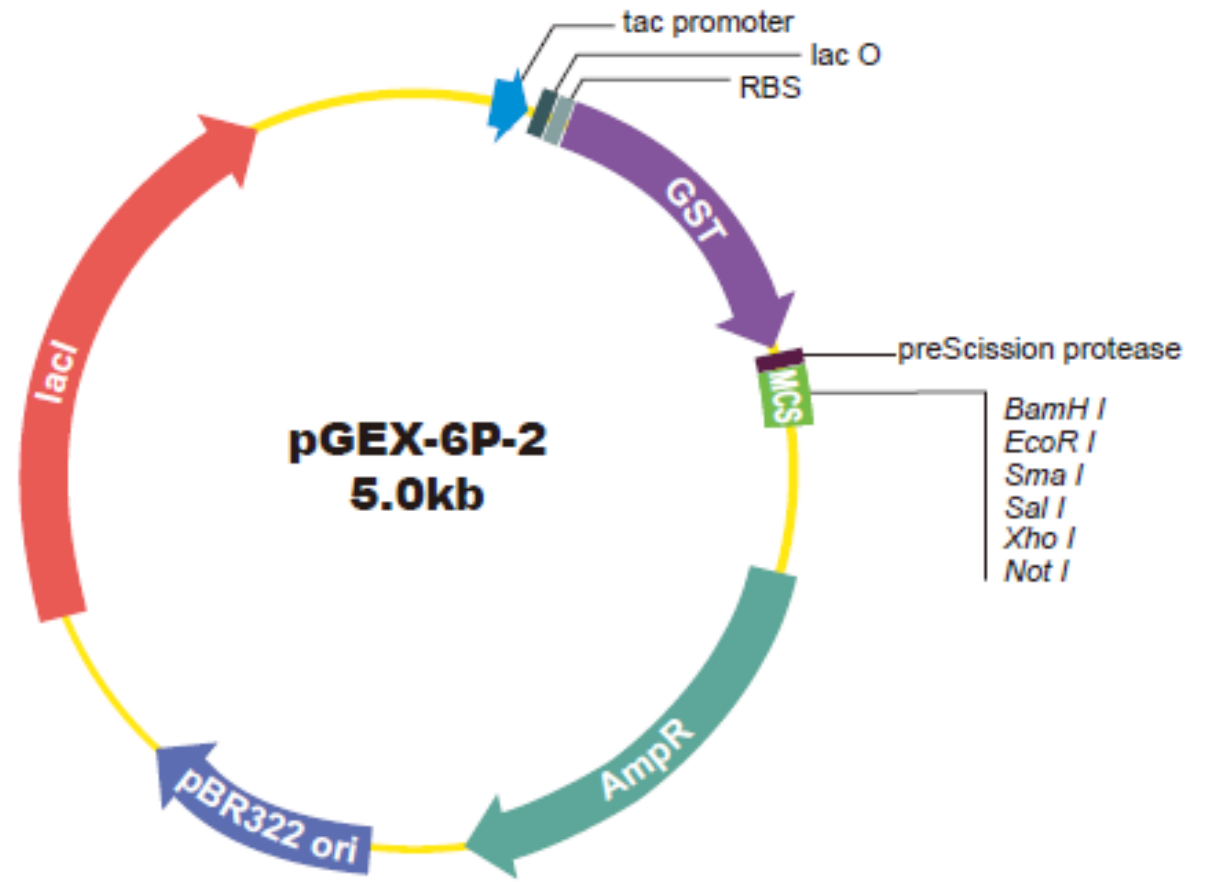 tac promoter
lac O
RBS
GST
preScission protease
MCS
BamH I
EcoR I
Sma I
Sal I
Xho I
Not I
lacI
pGEX-6P-2
5.0kb
AmpR
pBR322 ori